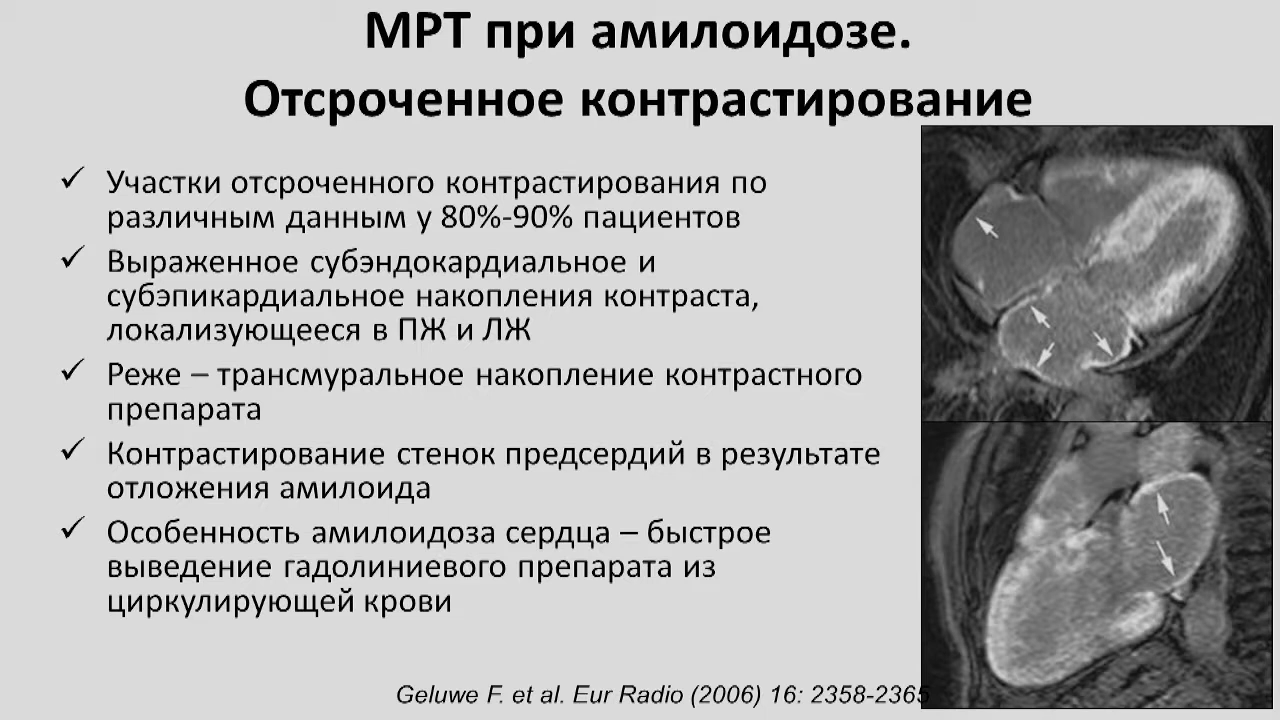 МРТ при амилоидозе.
Отсроченное контрастирование
✓ Участки отсроченного контрастирования по
различным данным у 80%-90% пациентов
✓ Выраженное субэндокардиальное и
субэпикардиальное накопления контраста,
локализующееся в ПЖ и ЛЖ
✓ Реже – трансмуральное накопление контрастного
препарата
✓ Контрастирование стенок предсердий в результате
отложения амилоида
✓ Особенность амилоидоза сердца – быстрое
выведение гадолиниевого препарата из
циркулирующей крови
Geluwe F. et al. Eur Radio (2006) 16: 2358-2365